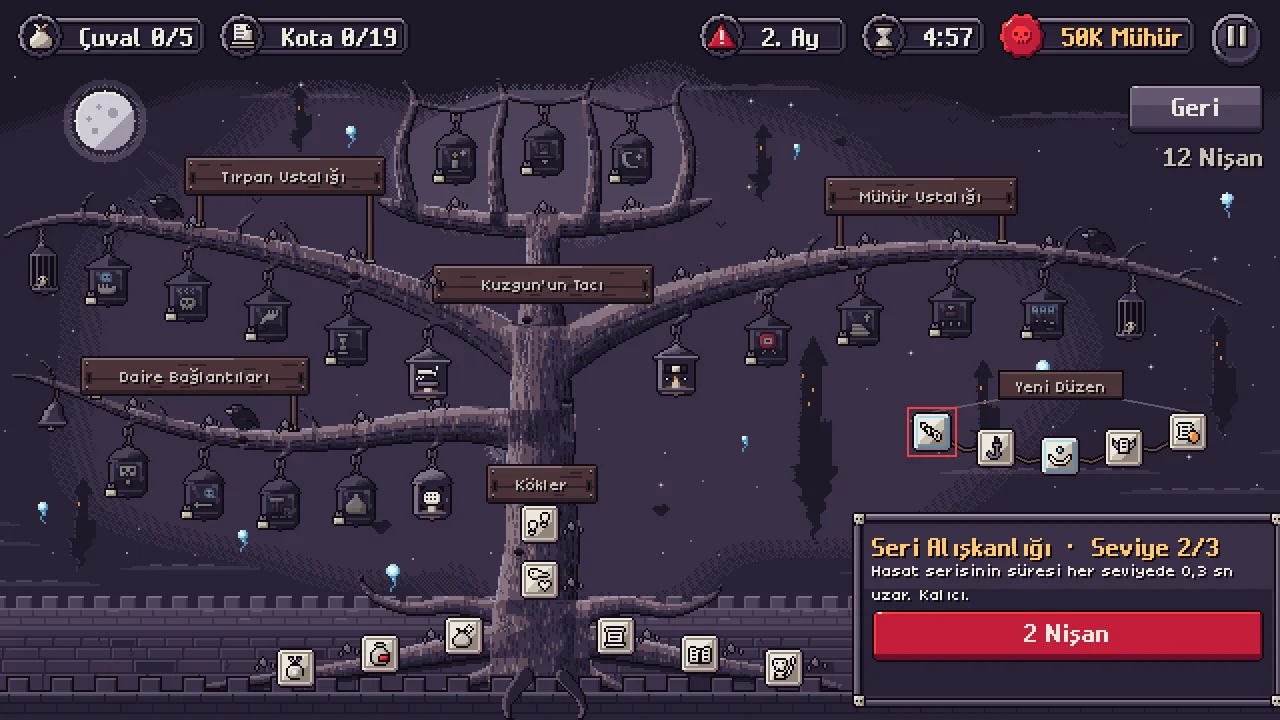 Çuval 0/5
Kota 0/19
2. Ay
4:57
50K Mühür
Geri
12 Nişan
Tırpan Ustalığı
Mühür Ustalığı
Kuzgun'un Tacı
Daire Bağlantıları
Yeni Düzen
Kökler
Seri Alışkanlığı · Seviye 2/3
Hasat serisinin süresi her seviyede 0,3 sn
uzar. Kalıcı.
2 Nişan